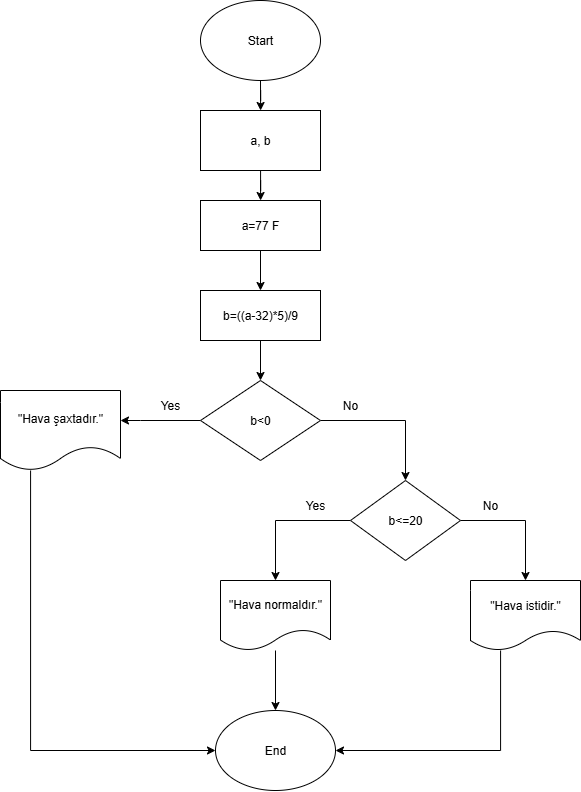 Start
a, b
a=77 F
b=((a-32)*5)/9
b<0
Yes
No
"Hava şaxtadır."
b<=20
Yes
No
"Hava normaldır."
"Hava istidir."
End